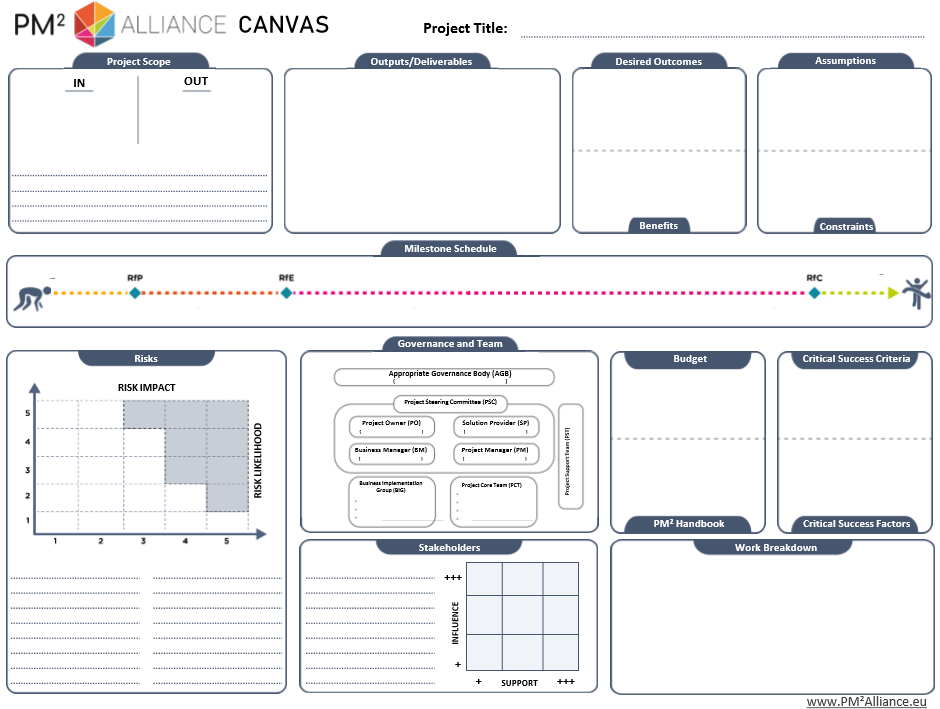 PM² ALLIANCE CANVAS
Project Title:
Project Scope
IN
OUT
Outputs/Deliverables
Desired Outcomes
Benefits
Assumptions
Constraints
Milestone Schedule
RfP
RfE
RfC
Risks
RISK IMPACT
5
4
3
2
1
1 2 3 4 5
RISK LIKELIHOOD
Governance and Team
Appropriate Governance Body (AGB)
( )
Project Steering Committee (PSC)
Project Owner (PO)
( )
Solution Provider (SP)
( )
Business Manager (BM)
( )
Project Manager (PM)
( )
Project Support Team (PST)
Business Implementation
Group (BIG)
Project Core Team (PCT)
Budget
PM² Handbook
Critical Success Criteria
Critical Success Factors
Stakeholders
+++
INFLUENCE
+
+ SUPPORT +++
Work Breakdown
www.PM²Alliance.eu